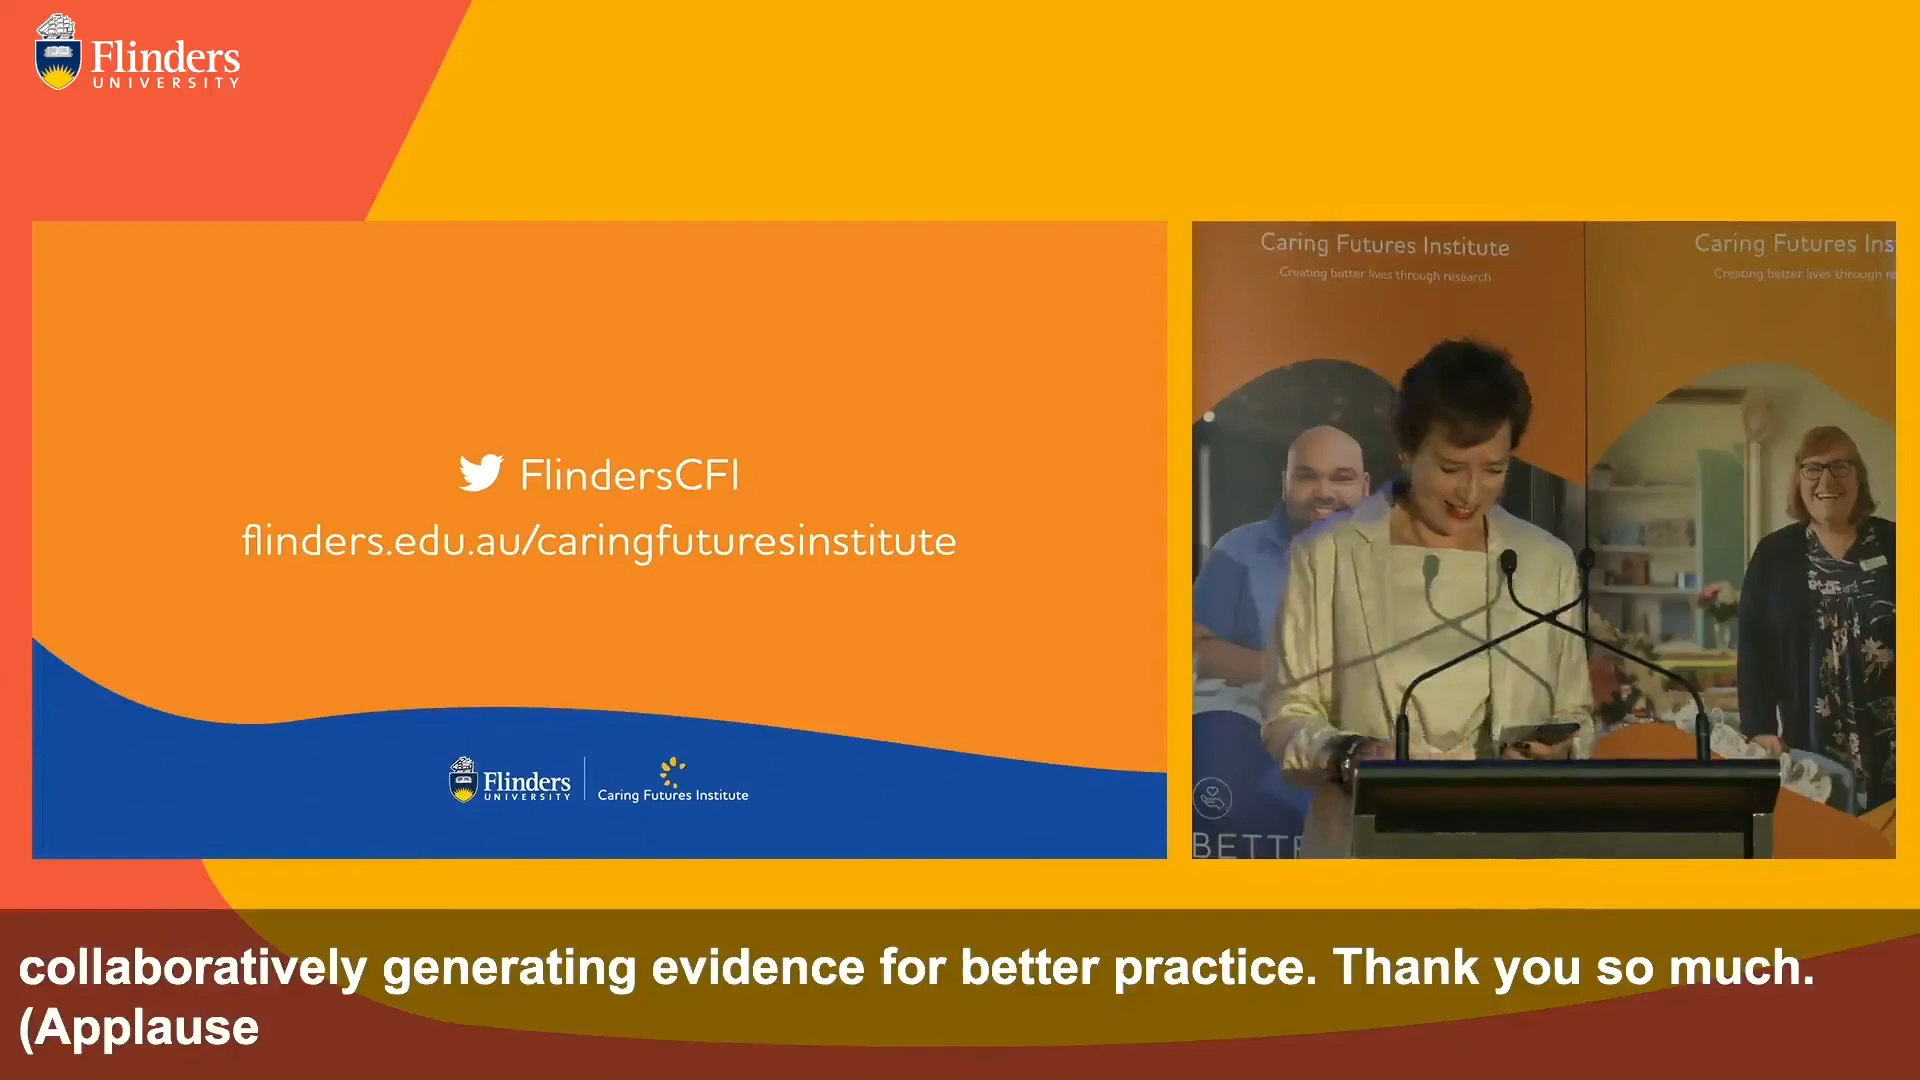 Flinders
UNIVERSITY
FlindersCFI
flinders.edu.au/caringfuturesinstitute
Flinders
UNIVERSITY
Caring Futures Institute
Caring Futures Institute
Creating better lives through research
Caring Futures Ins
Creating better lives through re
BETTE
collaboratively generating evidence for better practice. Thank you so much.
(Applause